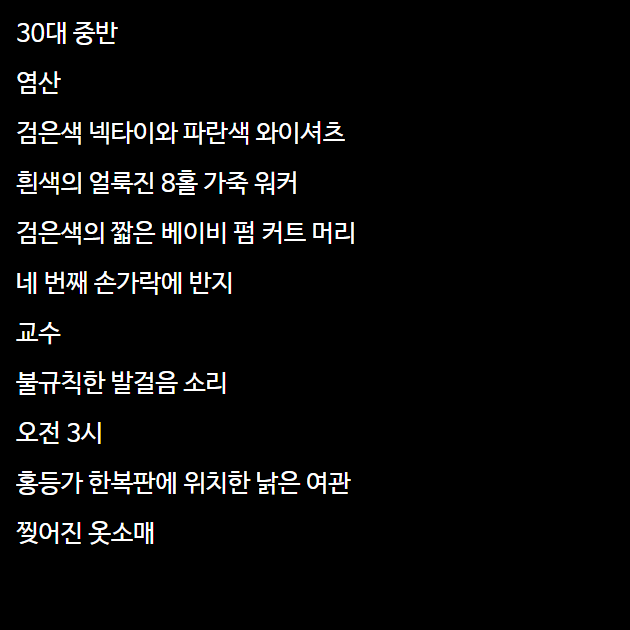 30대 중반
염산
검은색 넥타이와 파란색 와이셔츠
흰색의 얼룩진 8홀 가죽 워커
검은색의 짧은 베이비 펌 커트 머리
네 번째 손가락에 반지
교수
불규칙한 발걸음 소리
오전 3시
홍등가 한복판에 위치한 낡은 여관
찢어진 옷소매